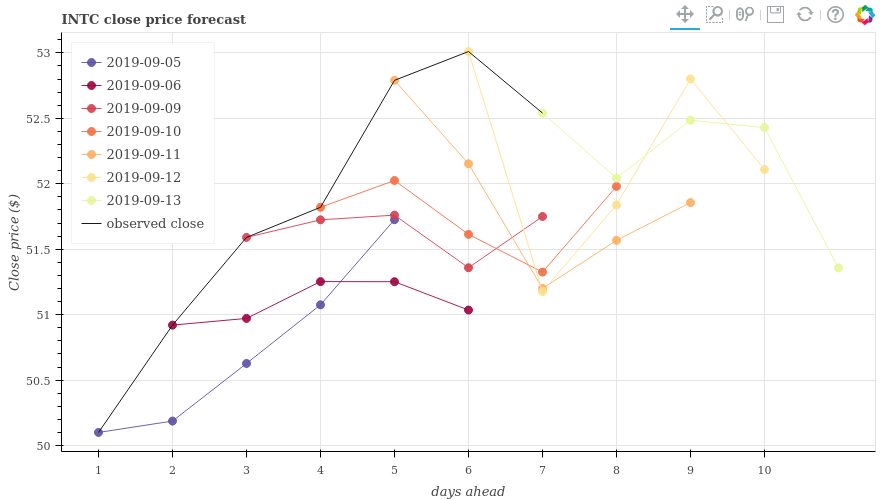 INTC close price forecast
53
52.5
52
51.5
51
50.5
50
Close price ($)
2019-09-05
2019-09-06
2019-09-09
2019-09-10
2019-09-11
2019-09-12
2019-09-13
observed close
1 2 3 4 5 6 7 8 9 10
days ahead